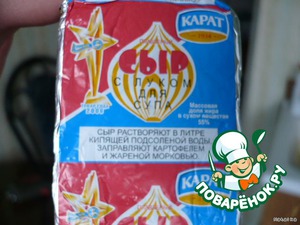 КАРАТ
СЫР
С ЛУКОМ
ДЛЯ
СУПА
Массовая
доля жира
в сухом веществе
55%
СЫР РАСТВОРЯЮТ В ЛИТРЕ
КИПЯЩЕЙ ПОДСОЛЕНОЙ ВОДЫ,
ЗАПРАВЛЯЮТ КАРТОФЕЛЕМ
И ЖАРЕНОЙ МОРКОВЬЮ.
КАРАТ
ПОВАРЁНОК.РУ